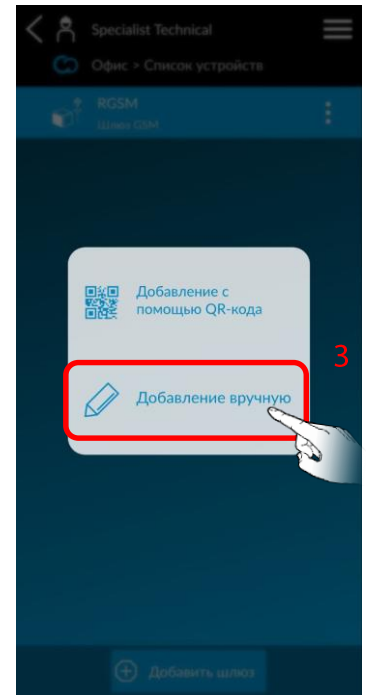 Specialist Technical
Офис > Список устройств
RGSM
Шлюз GSM
Добавление с
помощью QR-кода
3
Добавление вручную
Добавить шлюз